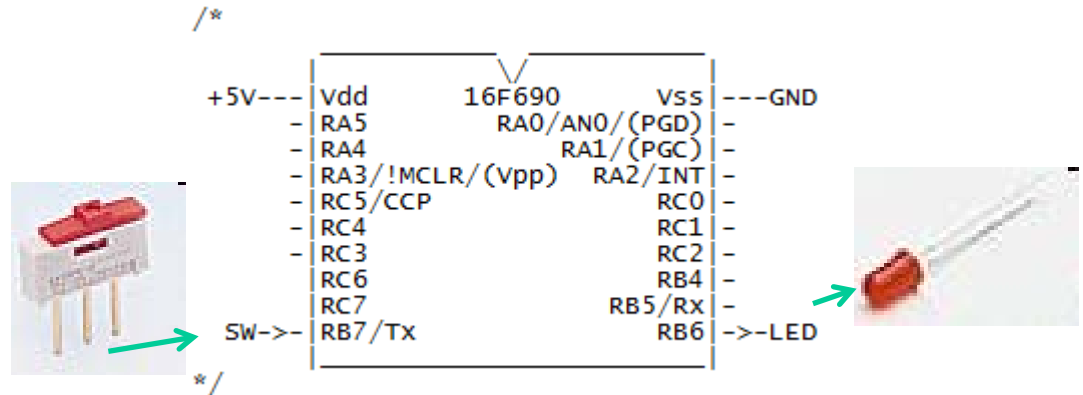 /*
16F690
+5V---|Vdd 16F690 Vss|---GND
-|RA5 RA0/AN0/(PGD)|-
-|RA4 RA1/(PGC)|-
-|RA3/!MCLR/(Vpp) RA2/INT|-
-|RC5/CCP RC0|-
-|RC4 RC1|-
-|RC3 RC2|-
|RC6 RB4|-
|RC7 RB5/Rx|-
SW->-|RB7/Tx RB6|->-LED
*/